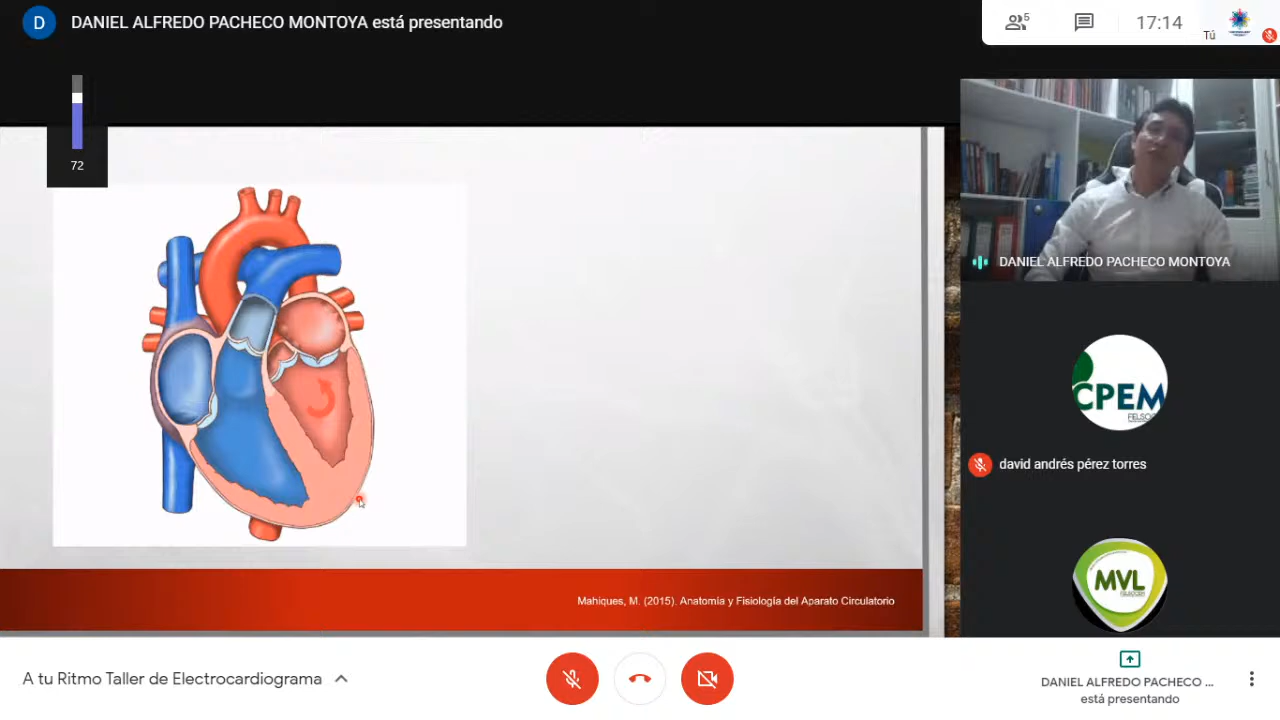 D
DANIEL ALFREDO PACHECO MONTOYA está presentando
5
17:14
Tú
72
DANIEL ALFREDO PACHECO MONTOYA
CPEM
FELSOCEM
david andrés pérez torres
MVL
Mahiques, M. (2015). Anatomía y Fisiología del Aparato Circulatorio
A tu Ritmo Taller de Electrocardiograma
DANIEL ALFREDO PACHECO ...
está presentando